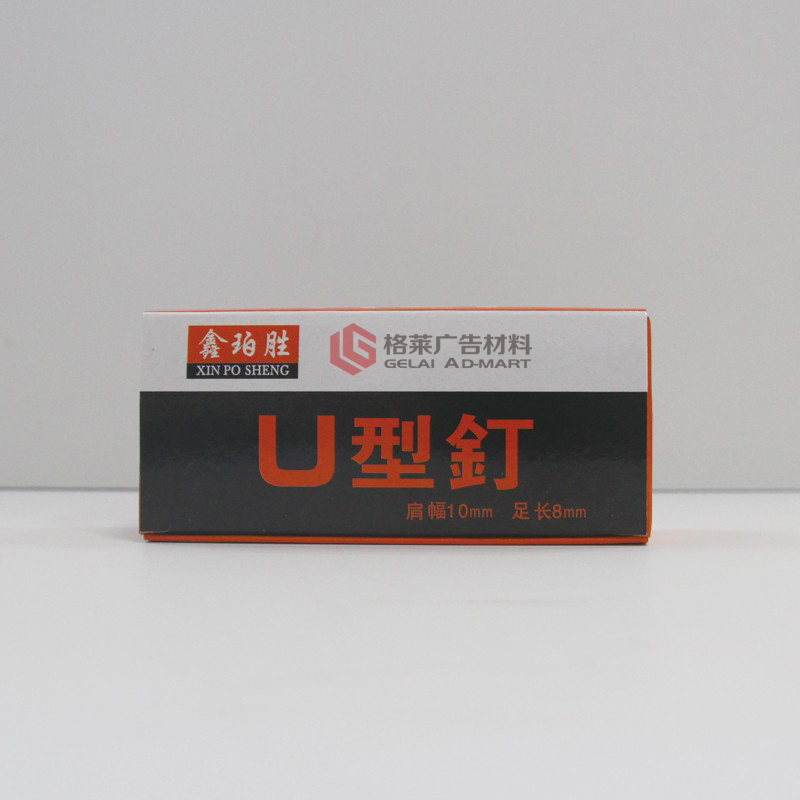 鑫珀胜
XIN PO SHENG
格莱广告材料
GELAI AD-MART
U型釘
肩幅10mm 足长8mm